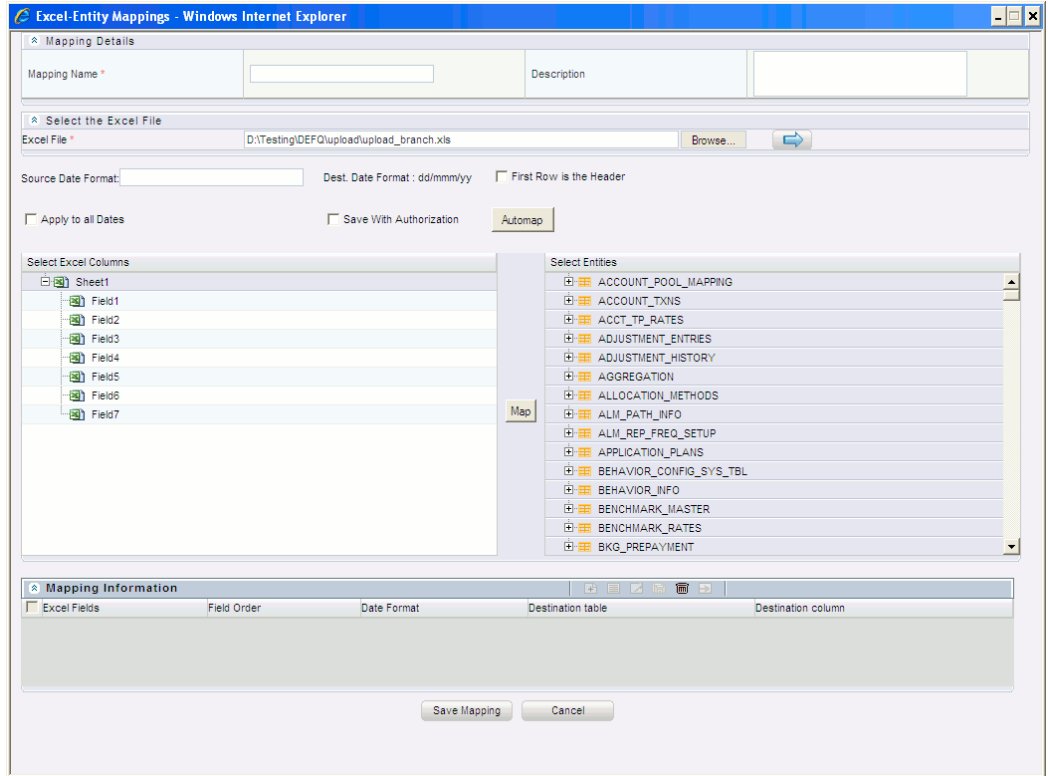 Excel-Entity Mappings - Windows Internet Explorer
Mapping Details
Mapping Name * Description
Select the Excel File
Excel File * D:\Testing\DEFQ\upload\upload_branch.xls Browse...
Source Date Format: Dest. Date Format : dd/mmm/yy First Row is the Header
Apply to all Dates Save With Authorization Automap
Select Excel Columns Select Entities
Sheet1 ACCOUNT_POOL_MAPPING
Field1 ACCOUNT_TXNS
Field2 ACCT_TP_RATES
Field3 ADJUSTMENT_ENTRIES
Field4 ADJUSTMENT_HISTORY
Field5 AGGREGATION
Field6 ALLOCATION_METHODS
Field7 Map ALM_PATH_INFO
ALM_REP_FREQ_SETUP
APPLICATION_PLANS
BEHAVIOR_CONFIG_SYS_TBL
BEHAVIOR_INFO
BENCHMARK_MASTER
BENCHMARK_RATES
BKG_PREPAYMENT
Mapping Information
Excel Fields Field Order Date Format Destination table Destination column
Save Mapping Cancel